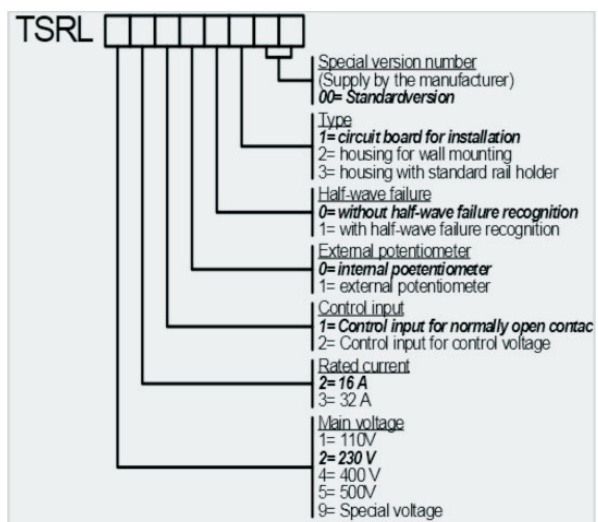 TSRL
Special version number
(Supply by the manufacturer)
00= Standardversion
Type
1= circuit board for installation
2= housing for wall mounting
3= housing with standard rail holder
Half-wave failure
0= without half-wave failure recognition
1= with half-wave failure recognition
External potentiometer
0= internal poetentiometer
1= external potentiometer
Control input
1= Control input for normally open contac
2= Control input for control voltage
Rated current
2= 16 A
3= 32 A
Main voltage
1= 110V
2= 230 V
4= 400 V
5= 500V
9= Special voltage